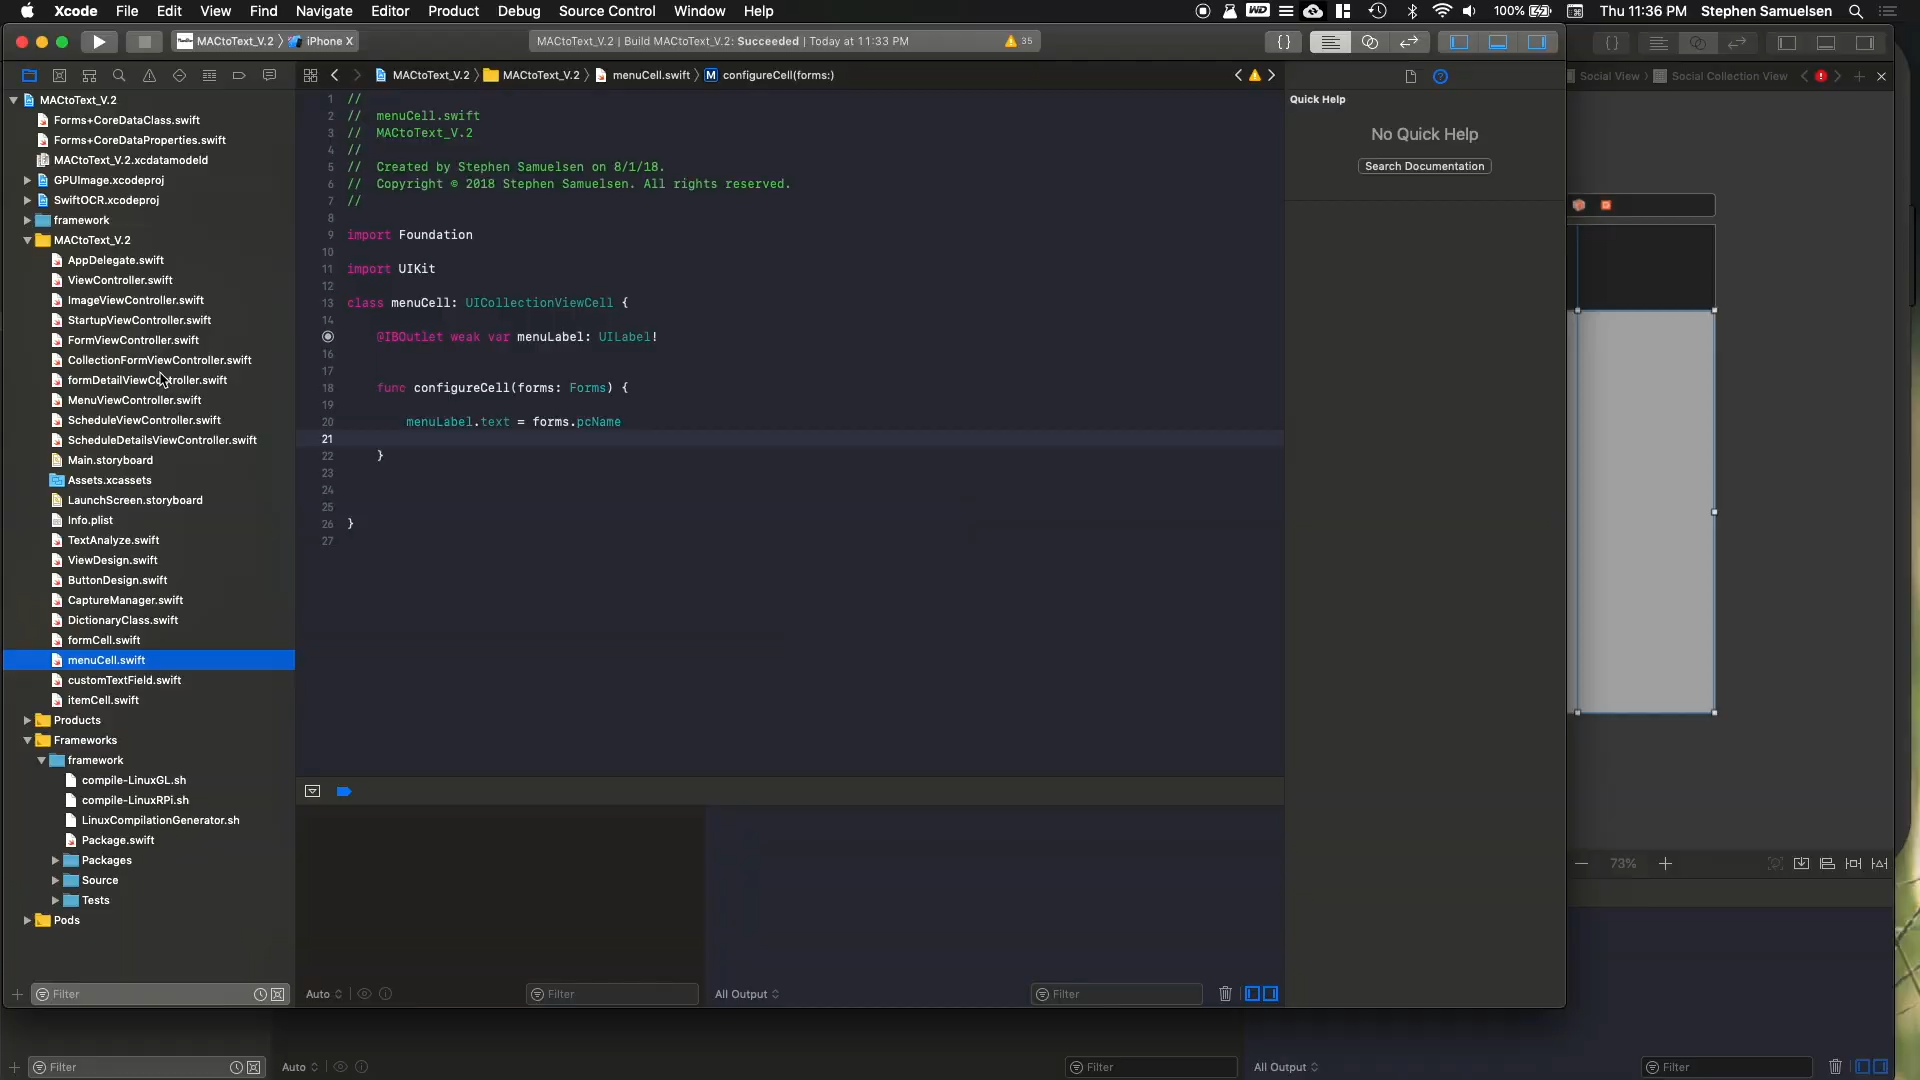 Xcode File Edit View Find Navigate Editor Product Debug Source Control Window Help
100% Thu 11:36 PM Stephen Samuelsen
MACtoText_V.2 iPhone X
MACtoText_V.2 | Build MACtoText_V.2: Succeeded | Today at 11:33 PM
35
MACtoText_V.2 MACtoText_V.2 menuCell.swift M configureCell(forms:)
Social View Social Collection View
MACtoText_V.2
Forms+CoreDataClass.swift
Forms+CoreDataProperties.swift
MACtoText_V.2.xcdatamodeld
GPUImage.xcodeproj
SwiftOCR.xcodeproj
framework
MACtoText_V.2
AppDelegate.swift
ViewController.swift
ImageViewController.swift
StartupViewController.swift
FormViewController.swift
CollectionFormViewController.swift
formDetailViewController.swift
MenuViewController.swift
ScheduleViewController.swift
ScheduleDetailsViewController.swift
Main.storyboard
Assets.xcassets
LaunchScreen.storyboard
Info.plist
TextAnalyze.swift
ViewDesign.swift
ButtonDesign.swift
CaptureManager.swift
DictionaryClass.swift
formCell.swift
menuCell.swift
customTextField.swift
itemCell.swift
Products
Frameworks
framework
compile-LinuxGL.sh
compile-LinuxRPi.sh
LinuxCompilationGenerator.sh
Package.swift
Packages
Source
Tests
Pods
Filter
1 //
2 // menuCell.swift
3 // MACtoText_V.2
4 //
5 // Created by Stephen Samuelsen on 8/1/18.
6 // Copyright © 2018 Stephen Samuelsen. All rights reserved.
7 //
8
9 import Foundation
10
11 import UIKit
12
13 class menuCell: UICollectionViewCell {
14
@IBOutlet weak var menuLabel: UILabel!
16
17
18 func configureCell(forms: Forms) {
19
20 menuLabel.text = forms.pcName
21
22 }
23
24
25
26 }
27
Quick Help
No Quick Help
Search Documentation
73%
Auto Filter All Output Filter
Filter Auto Filter All Output Filter